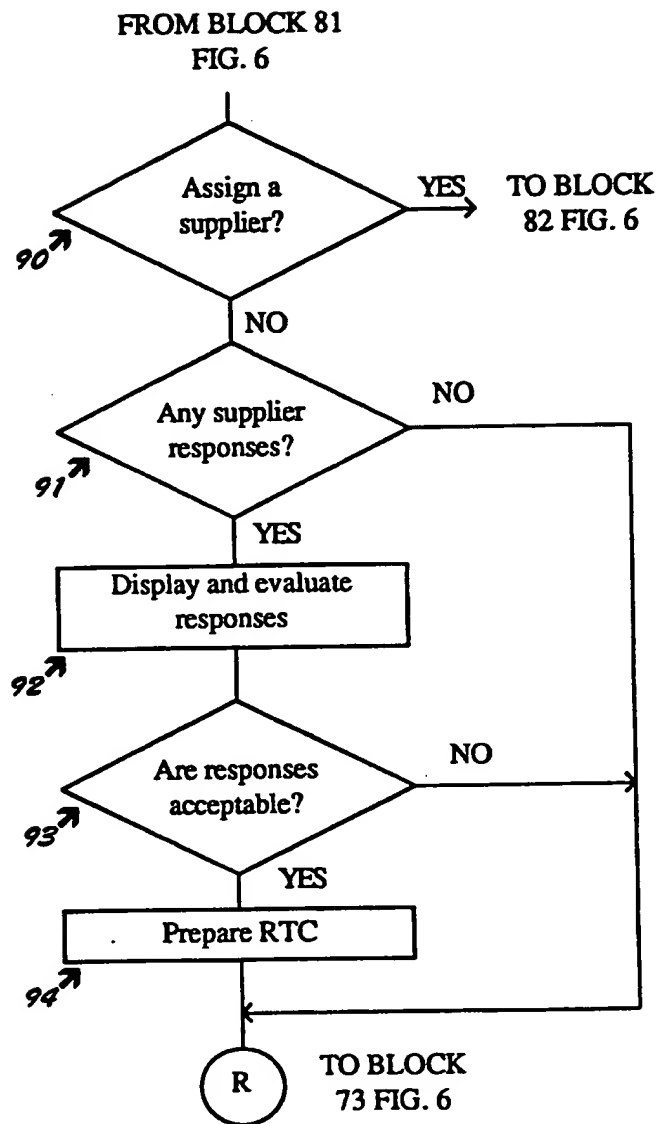 FROM BLOCK 81
FIG. 6
Assign a
supplier?
YES
TO BLOCK
82 FIG. 6
90
NO
Any supplier
responses?
NO
91
YES
Display and evaluate
responses
92
Are responses
acceptable?
NO
93
YES
Prepare RTC
94
R
TO BLOCK
73 FIG. 6